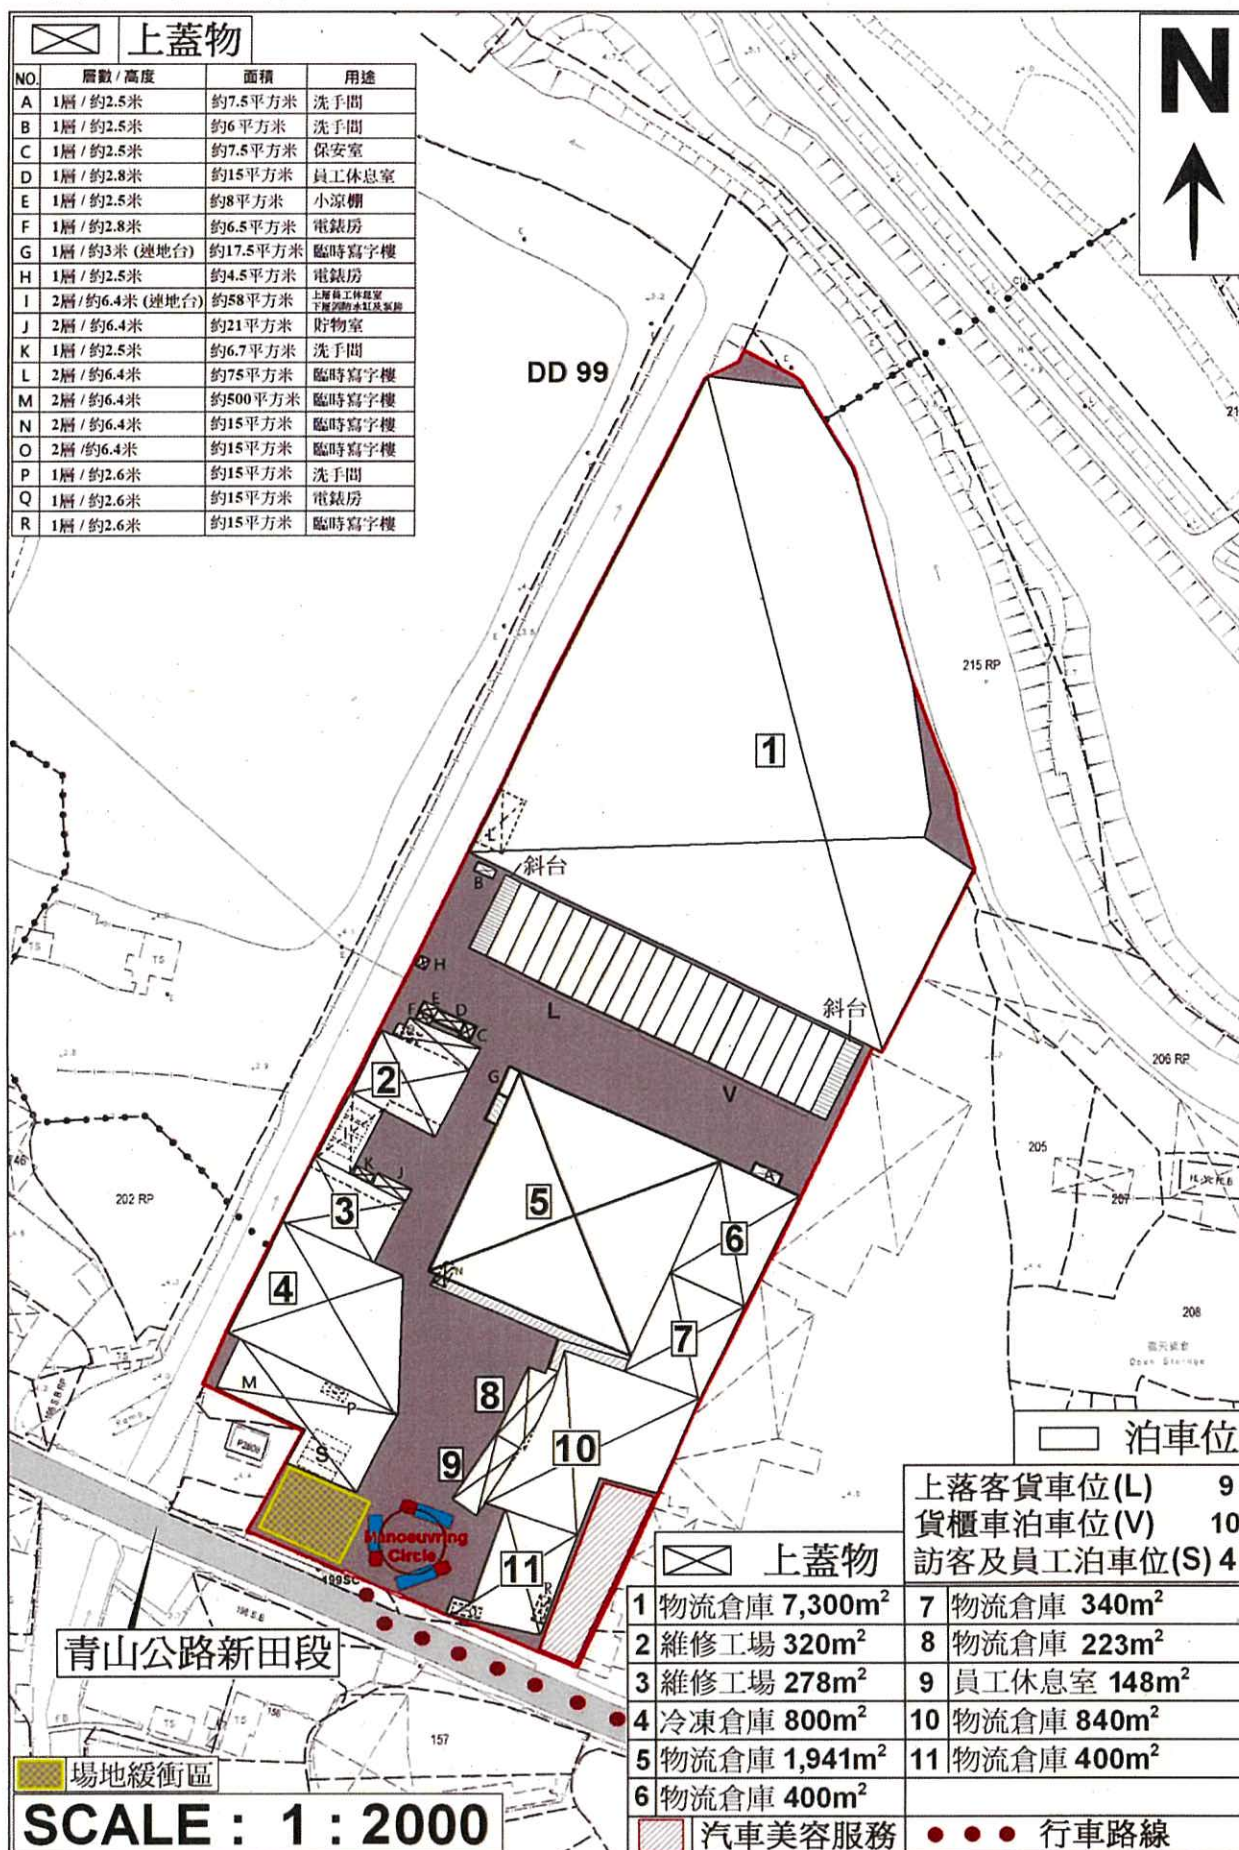 上蓋物
NO. 層數 / 高度 面積 用途
A 1層 / 約2.5米 約7.5平方米 洗手間
B 1層 / 約2.5米 約6平方米 洗手間
C 1層 / 約2.5米 約7.5平方米 保安室
D 1層 / 約2.8米 約15平方米 員工休息室
E 1層 / 約2.5米 約8平方米 小涼棚
F 1層 / 約2.8米 約6.5平方米 電錶房
G 1層 / 約3米 (連地台) 約17.5平方米 臨時寫字樓
H 1層 / 約2.5米 約4.5平方米 電錶房
I 2層 / 約6.4米 (連地台) 約58平方米 上層員工休息室
J 2層 / 約6.4米 約21平方米 貯物室
K 1層 / 約2.5米 約6.7平方米 洗手間
L 2層 / 約6.4米 約75平方米 臨時寫字樓
M 2層 / 約6.4米 約500平方米 臨時寫字樓
N 2層 / 約6.4米 約15平方米 臨時寫字樓
O 2層 /約6.4米 約15平方米 臨時寫字樓
P 1層 / 約2.6米 約15平方米 洗手間
Q 1層 / 約2.6米 約15平方米 電錶房
R 1層 / 約2.6米 約15平方米 臨時寫字樓
N
DD 99
215 RP
1
斜台
B
H
L
斜台
E
F
D
C
206 RP
2
G
V
205
K
J
A
202 RP
3
5
6
207
4
N
208
7
Open Storage
M
P
8
S
10
9
Manoeuvring
Circle
199SC
11
R
196 S.B
青山公路新田段
156
157
TS
場地緩衝區
SCALE : 1 : 2000
泊車位
上落客貨車位(L) 9
貨櫃車泊車位(V) 10
訪客及員工泊車位(S) 4
上蓋物
1 物流倉庫 7,300m²
7 物流倉庫 340m²
2 維修工場 320m²
8 物流倉庫 223m²
3 維修工場 278m²
9 員工休息室 148m²
4 冷凍倉庫 800m²
10 物流倉庫 840m²
5 物流倉庫 1,941m²
11 物流倉庫 400m²
6 物流倉庫 400m²
汽車美容服務
行車路線